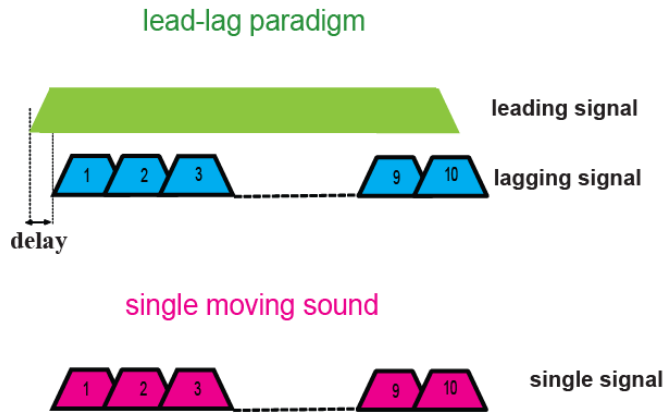 lead-lag paradigm
leading signal
1 2 3 9 10
lagging signal
delay
single moving sound
1 2 3 9 10
single signal